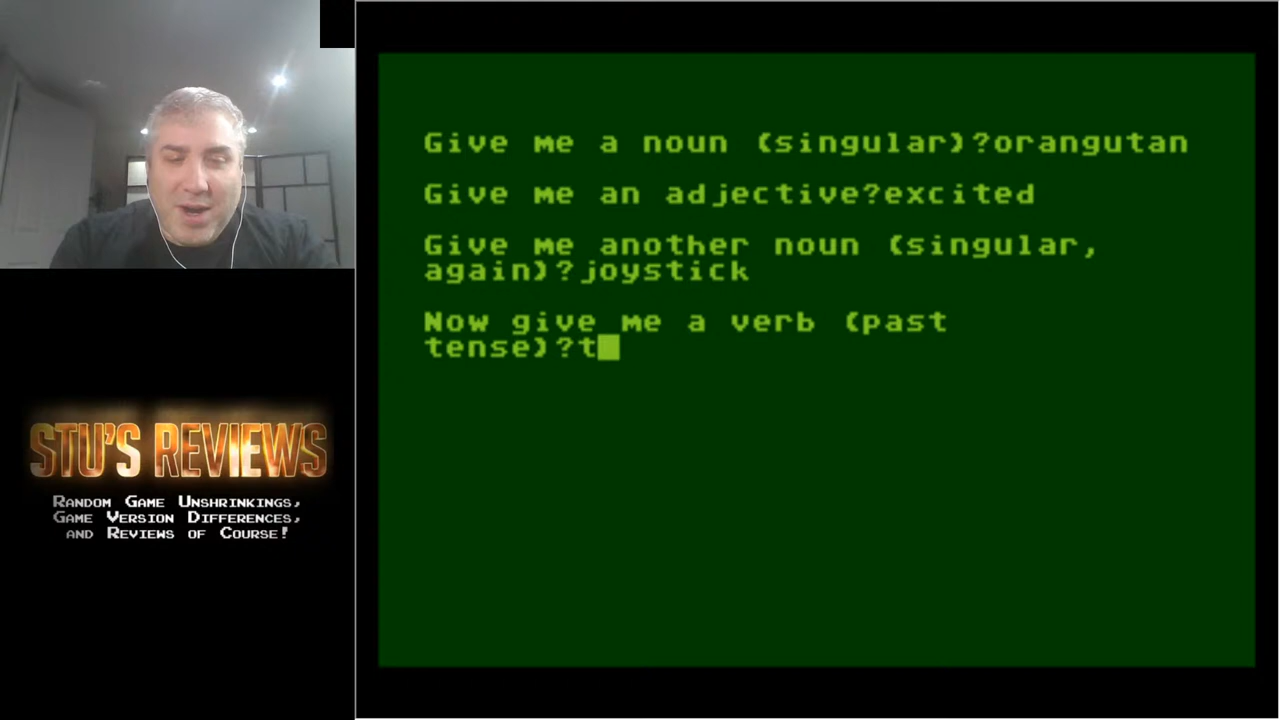 Give me a noun (singular)?orangutan
Give me an adjective?excited
Give me another noun (singular,
again)?joystick
Now give me a verb (past
tense)?t
STU'S REVIEWS
RANDOM GAME UNSHRINKINGS,
GAME VERSION DIFFERENCES,
AND REVIEWS OF COURSE!